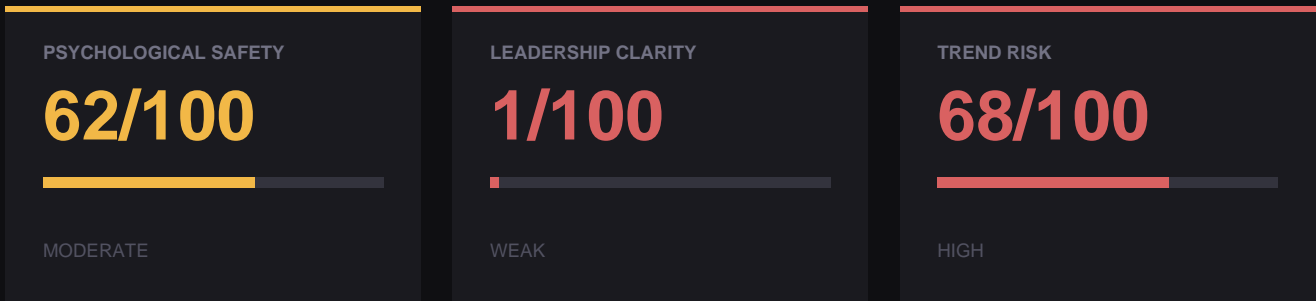 PSYCHOLOGICAL SAFETY
62/100
MODERATE
LEADERSHIP CLARITY
1/100
WEAK
TREND RISK
68/100
HIGH